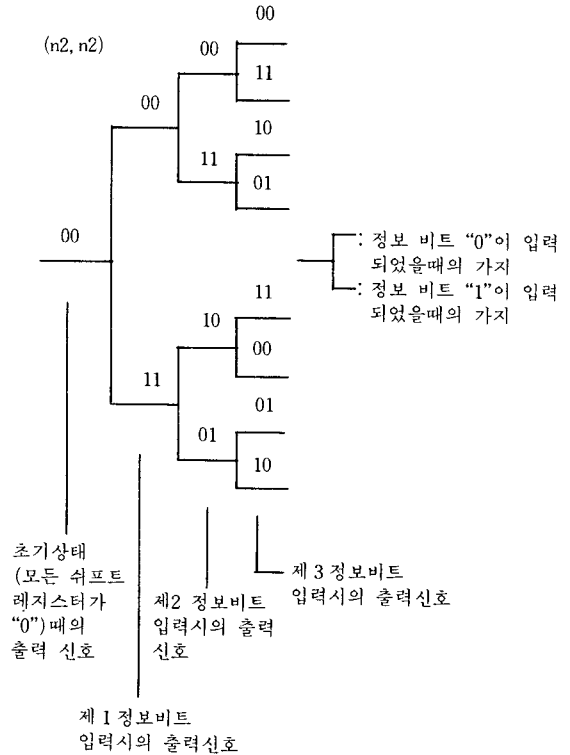 00
(n2, n2)
00
11
00
10
11
01
00
: 정보 비트 “0”이 입력
되었을때의 가지
: 정보 비트 “1”이 입력
되었을때의 가지
11
10
00
11
01
01
10
초기상태
(모든 쉬프트
레지스터가
“0”)때의
출력 신호
제2 정보비트
입력시의 출력
신호
제 3 정보비트
입력시의 출력신호
제 1 정보비트
입력시의 출력신호